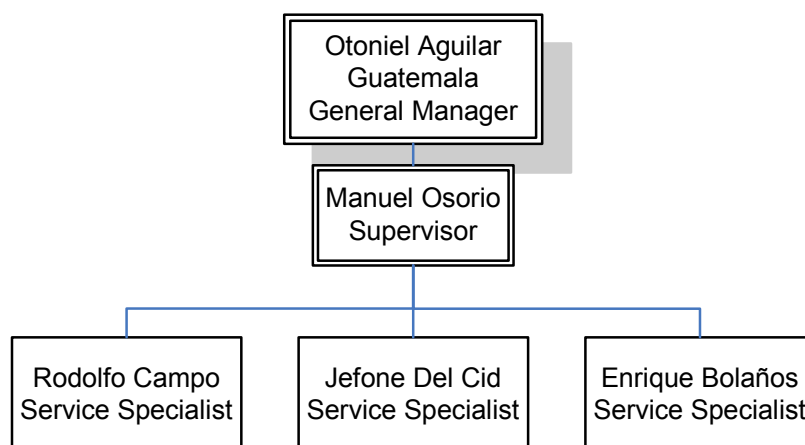 Otoniel Aguilar
Guatemala
General Manager
Manuel Osorio
Supervisor
Rodolfo Campo
Service Specialist
Jefone Del Cid
Service Specialist
Enrique Bolaños
Service Specialist